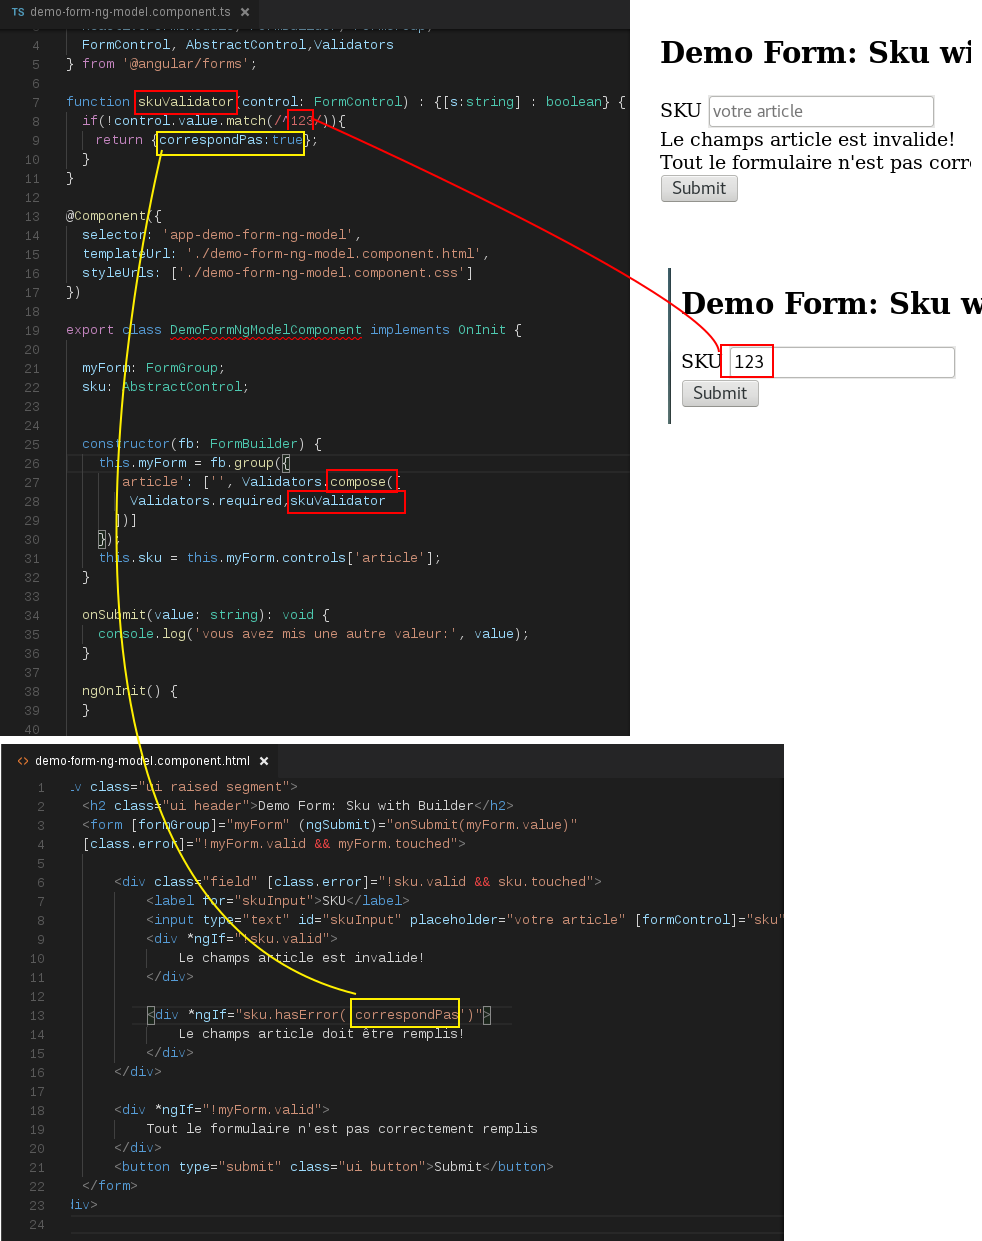 TS demo-form-ng-model.component.ts ×
4 FormControl, AbstractControl,Validators
5 } from '@angular/forms';
6
7 function skuValidator(control: FormControl) : {[s:string] : boolean} {
8 if(!control.value.match(/^123/)){
9 return {correspondPas:true};
10 }
11 }
12
13 @Component({
14 selector: 'app-demo-form-ng-model',
15 templateUrl: './demo-form-ng-model.component.html',
16 styleUrls: ['./demo-form-ng-model.component.css']
17 })
18
19 export class DemoFormNgModelComponent implements OnInit {
20
21 myForm: FormGroup;
22 sku: AbstractControl;
23
24
25 constructor(fb: FormBuilder) {
26 this.myForm = fb.group({
27 'article': ['', Validators.compose([
28 Validators.required,skuValidator
29 ])]
30 });
31 this.sku = this.myForm.controls['article'];
32 }
33
34 onSubmit(value: string): void {
35 console.log('vous avez mis une autre valeur:', value);
36 }
37
38 ngOnInit() {
39 }
40
Demo Form: Sku wi
SKU votre article
Le champs article est invalide!
Tout le formulaire n'est pas corr
Submit
Demo Form: Sku w
SKU 123
Submit
<> demo-form-ng-model.component.html ×
1 iv class="ui raised segment">
2 <h2 class="ui header">Demo Form: Sku with Builder</h2>
3 <form [formGroup]="myForm" (ngSubmit)="onSubmit(myForm.value)"
4 [class.error]="!myForm.valid && myForm.touched">
5
6 <div class="field" [class.error]="!sku.valid && sku.touched">
7 <label for="skuInput">SKU</label>
8 <input type="text" id="skuInput" placeholder="votre article" [formControl]="sku"
9 <div *ngIf="!sku.valid">
10 Le champs article est invalide!
11 </div>
12
13 <div *ngIf="sku.hasError('correspondPas')">
14 Le champs article doit être remplis!
15 </div>
16 </div>
17
18 <div *ngIf="!myForm.valid">
19 Tout le formulaire n'est pas correctement remplis
20 </div>
21 <button type="submit" class="ui button">Submit</button>
22 </form>
23 div>
24